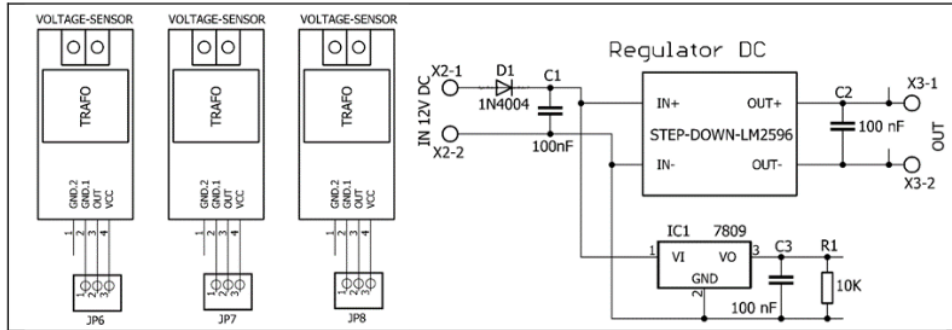 VOLTAGE-SENSOR
TRAFO
GND.2
GND.1
OUT
VCC
1
2
3
4
1
2
3
JP6
VOLTAGE-SENSOR
TRAFO
GND.2
GND.1
OUT
VCC
1
2
3
4
1
2
3
JP7
VOLTAGE-SENSOR
TRAFO
GND.2
GND.1
OUT
VCC
1
2
3
4
1
2
3
JP8
Regulator DC
IN 12V DC
X2-1
X2-2
D1
1N4004
C1
100nF
IN+
OUT+
STEP-DOWN-LM2596
IN-
OUT-
C2
100 nF
X3-1
OUT
X3-2
IC1
7809
1
VI
VO
3
GND
2
C3
100 nF
R1
10K